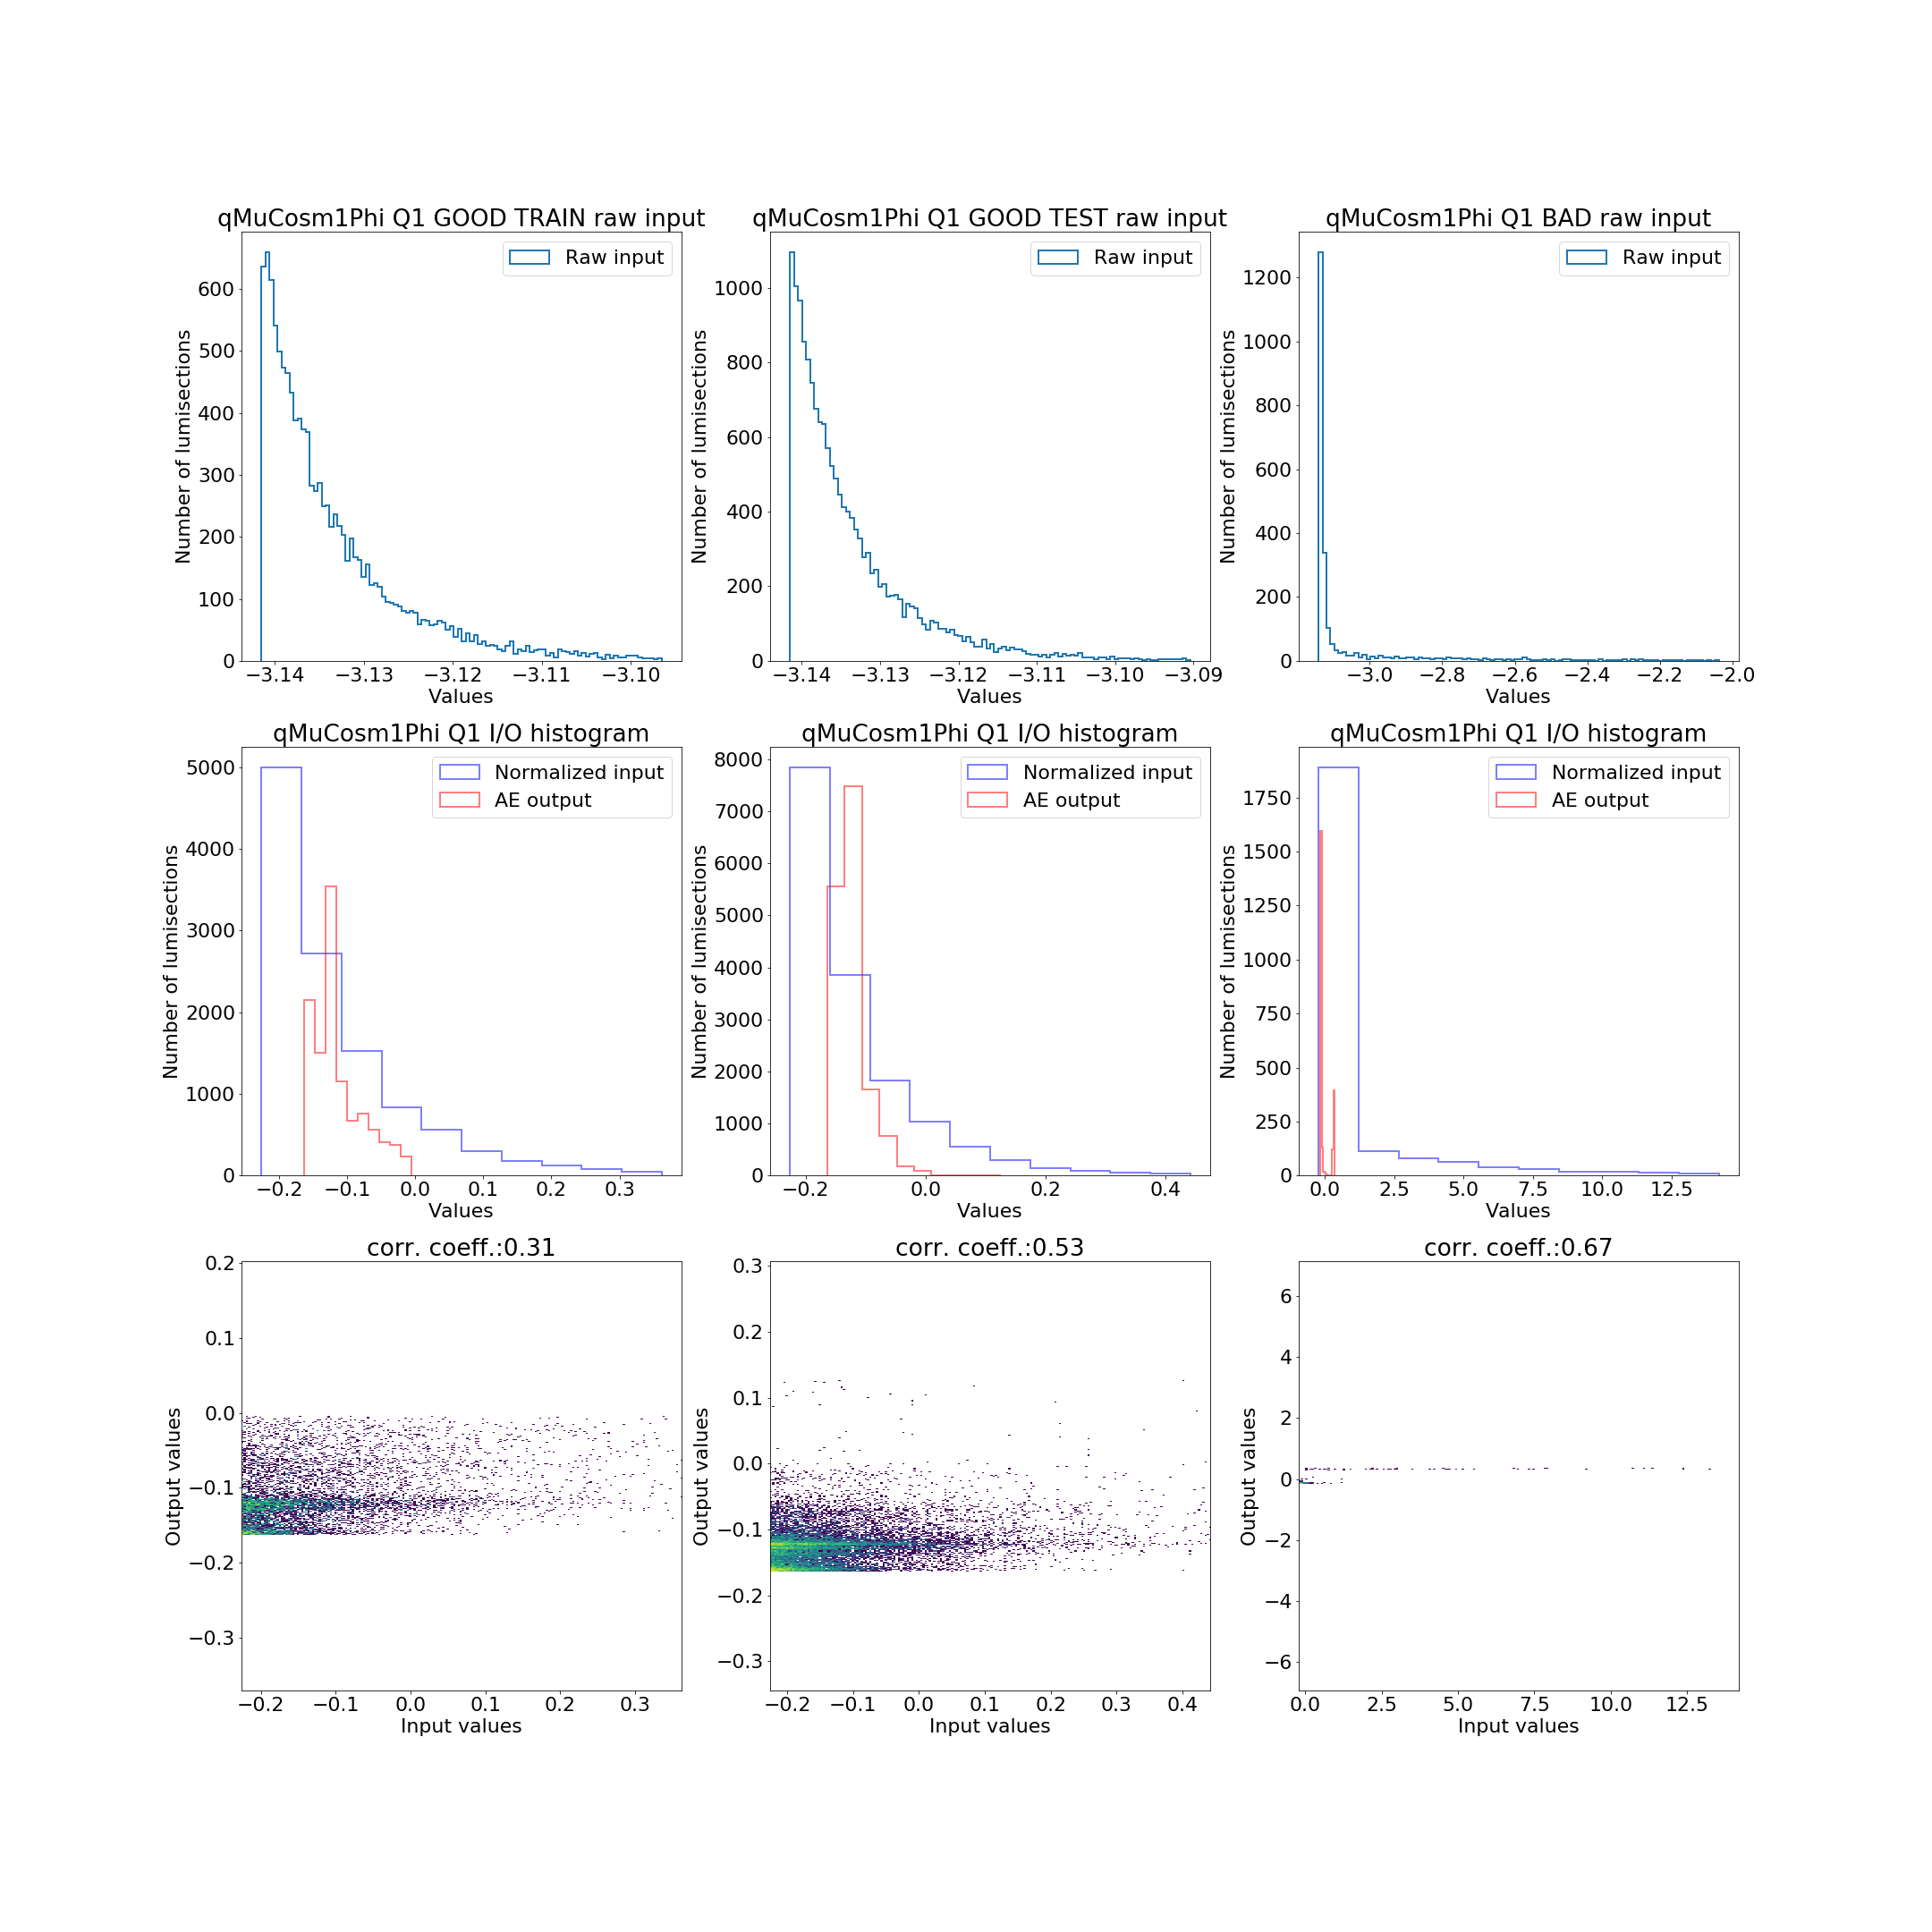 qMuCosm1Phi Q1 GOOD TRAIN raw input
Raw input
Number of lumisections
600
500
400
300
200
100
0
−3.14 −3.13 −3.12 −3.11 −3.10
Values
qMuCosm1Phi Q1 GOOD TEST raw input
Raw input
Number of lumisections
1000
800
600
400
200
0
−3.14 −3.13 −3.12 −3.11 −3.10 −3.09
Values
qMuCosm1Phi Q1 BAD raw input
Raw input
Number of lumisections
1200
1000
800
600
400
200
0
−3.0 −2.8 −2.6 −2.4 −2.2 −2.0
Values
qMuCosm1Phi Q1 I/O histogram
Normalized input
AE output
Number of lumisections
5000
4000
3000
2000
1000
0
−0.2 −0.1 0.0 0.1 0.2 0.3
Values
qMuCosm1Phi Q1 I/O histogram
Normalized input
AE output
Number of lumisections
8000
7000
6000
5000
4000
3000
2000
1000
0
−0.2 0.0 0.2 0.4
Values
qMuCosm1Phi Q1 I/O histogram
Normalized input
AE output
Number of lumisections
1750
1500
1250
1000
750
500
250
0
0.0 2.5 5.0 7.5 10.0 12.5
Values
corr. coeff.:0.31
Output values
0.2
0.1
0.0
−0.1
−0.2
−0.3
−0.2 −0.1 0.0 0.1 0.2 0.3
Input values
corr. coeff.:0.53
Output values
0.3
0.2
0.1
0.0
−0.1
−0.2
−0.3
−0.2 −0.1 0.0 0.1 0.2 0.3 0.4
Input values
corr. coeff.:0.67
Output values
6
4
2
0
−2
−4
−6
0.0 2.5 5.0 7.5 10.0 12.5
Input values